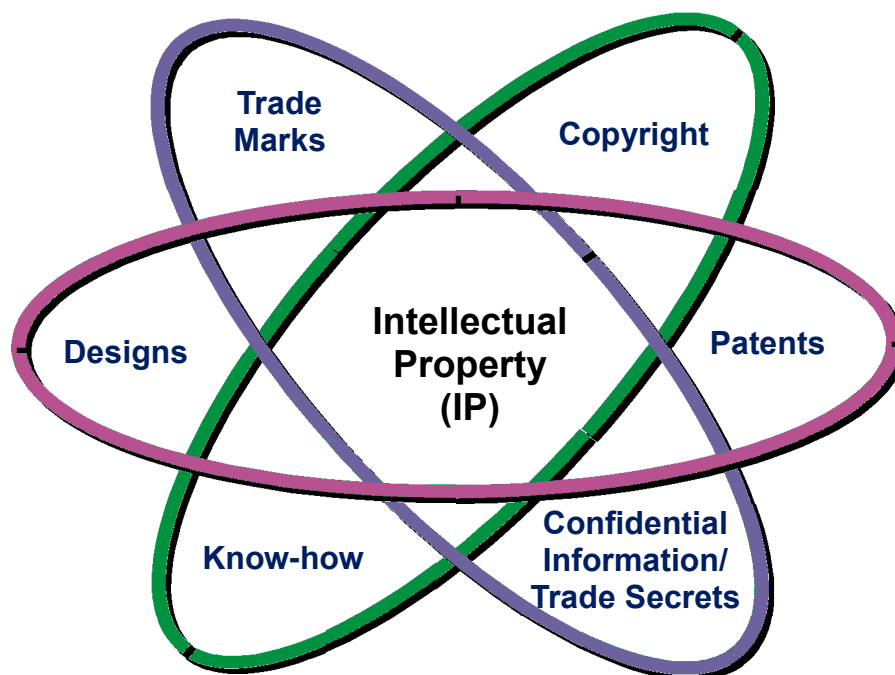 Trade
Marks
Copyright
Designs
Intellectual
Property
(IP)
Patents
Know-how
Confidential
Information/
Trade Secrets